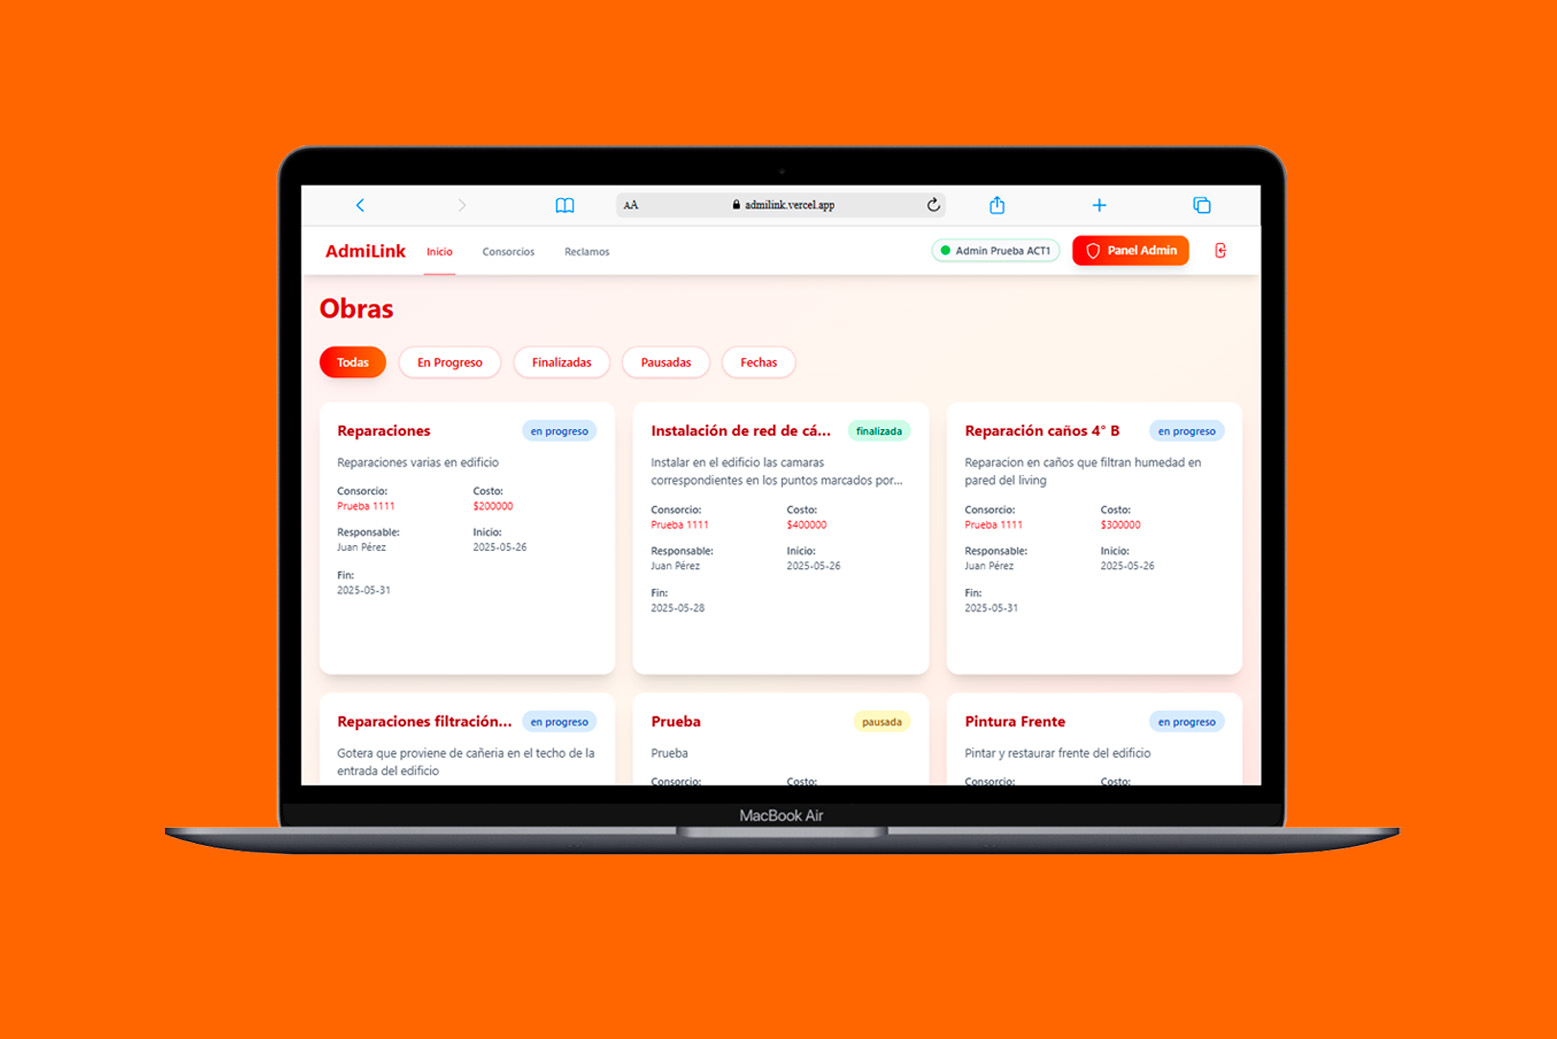 AA admilink.vercel.app
AdmiLink Inicio Consorcios Reclamos Admin Prueba ACT1 Panel Admin
Obras
Todas En Progreso Finalizadas Pausadas Fechas
Reparaciones en progreso
Reparaciones varias en edificio
Consorcio: Costo:
Prueba 1111 $200000
Responsable: Inicio:
Juan Pérez 2025-05-26
Fin:
2025-05-31
Instalación de red de cá... finalizada
Instalar en el edificio las camaras
correspondientes en los puntos marcados por...
Consorcio: Costo:
Prueba 1111 $400000
Responsable: Inicio:
Juan Pérez 2025-05-26
Fin:
2025-05-28
Reparación caños 4° B en progreso
Reparacion en caños que filtran humedad en
pared del living
Consorcio: Costo:
Prueba 1111 $300000
Responsable: Inicio:
Juan Pérez 2025-05-26
Fin:
2025-05-31
Reparaciones filtración... en progreso
Gotera que proviene de cañeria en el techo de la
entrada del edificio
Prueba pausada
Prueba
Consorcio: Costo:
Pintura Frente en progreso
Pintar y restaurar frente del edificio
Consorcio: Costo:
MacBook Air